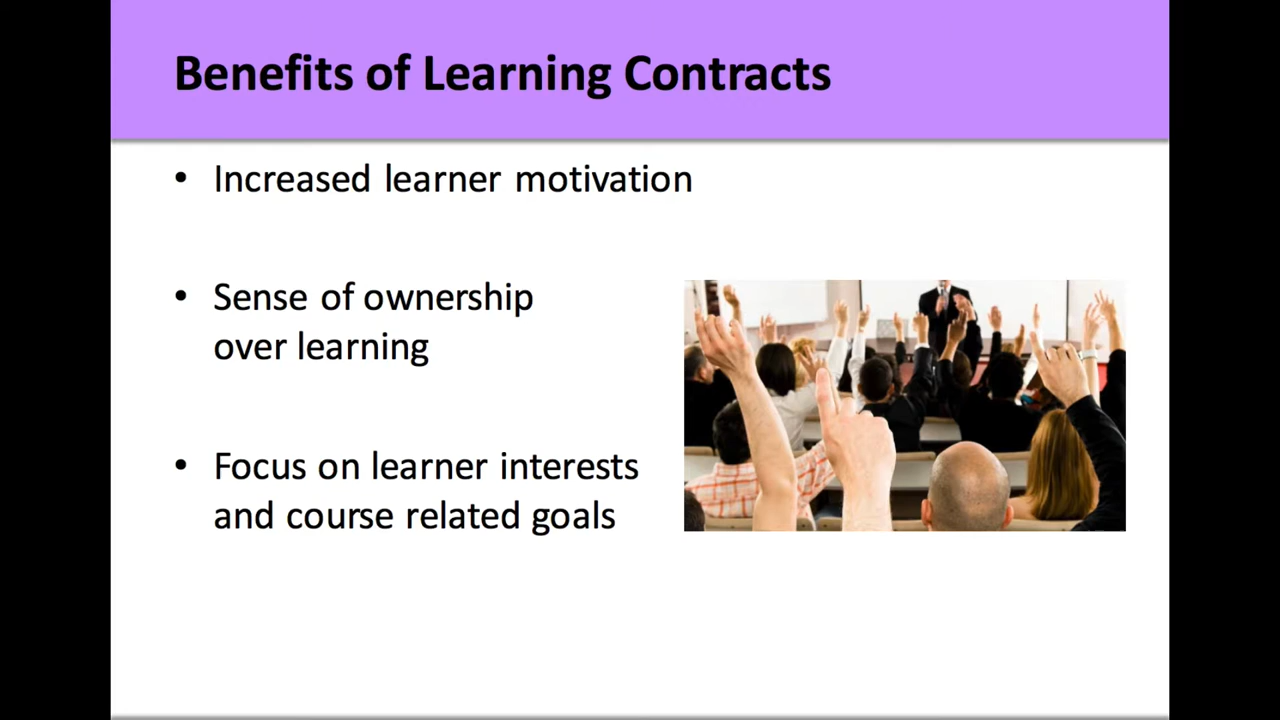 Benefits of Learning Contracts
• Increased learner motivation
• Sense of ownership
over learning
• Focus on learner interests
and course related goals